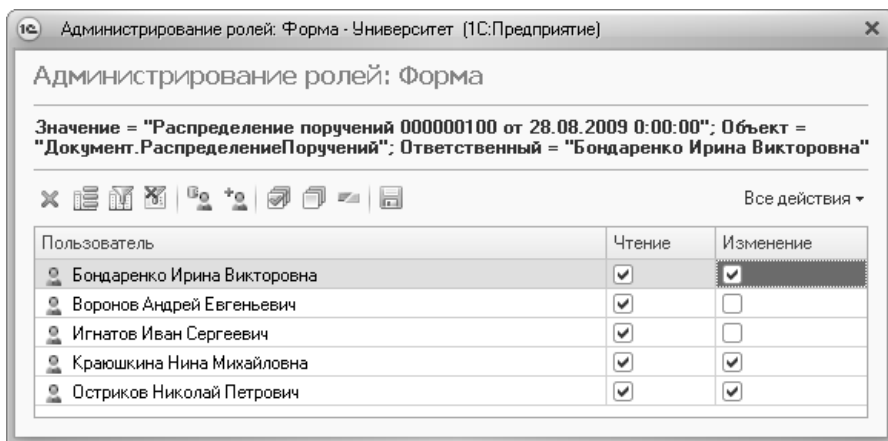 1С Администрирование ролей: Форма - Университет (1С:Предприятие)
Администрирование ролей: Форма
Значение = "Распределение поручений 000000100 от 28.08.2009 0:00:00"; Объект =
"Документ.РаспределениеПоручений"; Ответственный = "Бондаренко Ирина Викторовна"
Все действия
Пользователь Чтение Изменение
Бондаренко Ирина Викторовна
Воронов Андрей Евгеньевич
Игнатов Иван Сергеевич
Краюшкина Нина Михайловна
Остриков Николай Петрович